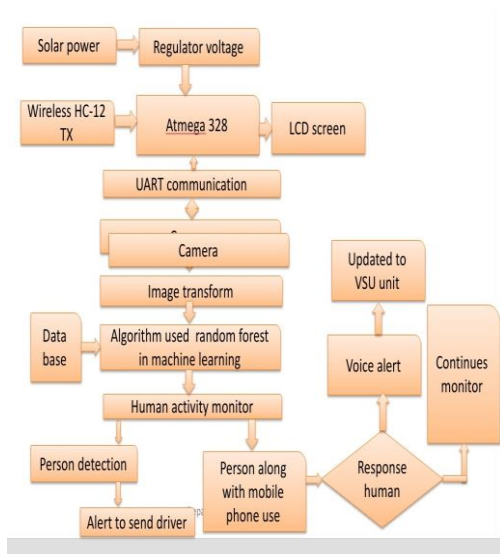 Solar power
Regulator voltage
Wireless HC-12
TX
Atmega 328
LCD screen
UART communication
Camera
Image transform
Data
base
Algorithm used random forest
in machine learning
Human activity monitor
Person detection
Alert to send driver
Person along
with mobile
phone use
Response
human
Voice alert
Updated to
VSU unit
Continues
monitor